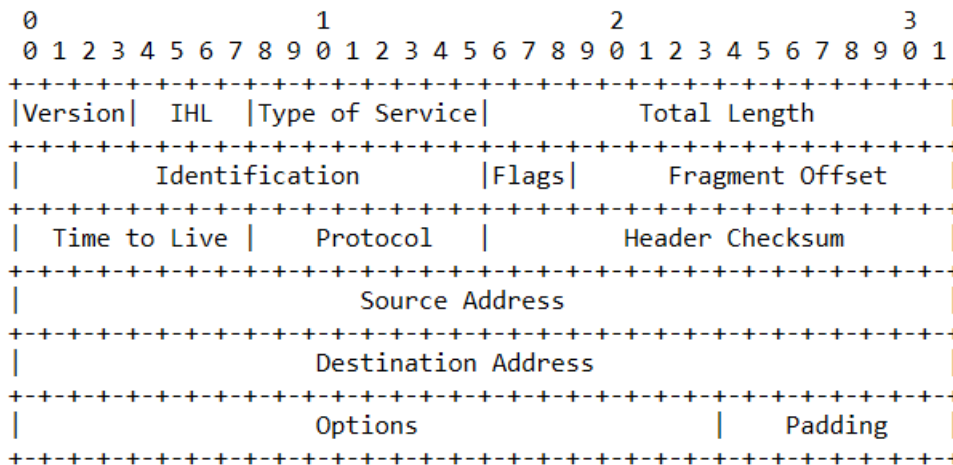 0                   1                   2                   3
0 1 2 3 4 5 6 7 8 9 0 1 2 3 4 5 6 7 8 9 0 1 2 3 4 5 6 7 8 9 0 1
+-+-+-+-+-+-+-+-+-+-+-+-+-+-+-+-+-+-+-+-+-+-+-+-+-+-+-+-+-+-+-+-
|Version|  IHL  |Type of Service|          Total Length         |
+-+-+-+-+-+-+-+-+-+-+-+-+-+-+-+-+-+-+-+-+-+-+-+-+-+-+-+-+-+-+-+-
|         Identification        |Flags|      Fragment Offset    |
+-+-+-+-+-+-+-+-+-+-+-+-+-+-+-+-+-+-+-+-+-+-+-+-+-+-+-+-+-+-+-+-
|  Time to Live |    Protocol   |         Header Checksum       |
+-+-+-+-+-+-+-+-+-+-+-+-+-+-+-+-+-+-+-+-+-+-+-+-+-+-+-+-+-+-+-+-
|                       Source Address                          |
+-+-+-+-+-+-+-+-+-+-+-+-+-+-+-+-+-+-+-+-+-+-+-+-+-+-+-+-+-+-+-+-
|                    Destination Address                        |
+-+-+-+-+-+-+-+-+-+-+-+-+-+-+-+-+-+-+-+-+-+-+-+-+-+-+-+-+-+-+-+-
|                    Options                    |    Padding    |
+-+-+-+-+-+-+-+-+-+-+-+-+-+-+-+-+-+-+-+-+-+-+-+-+-+-+-+-+-+-+-+-